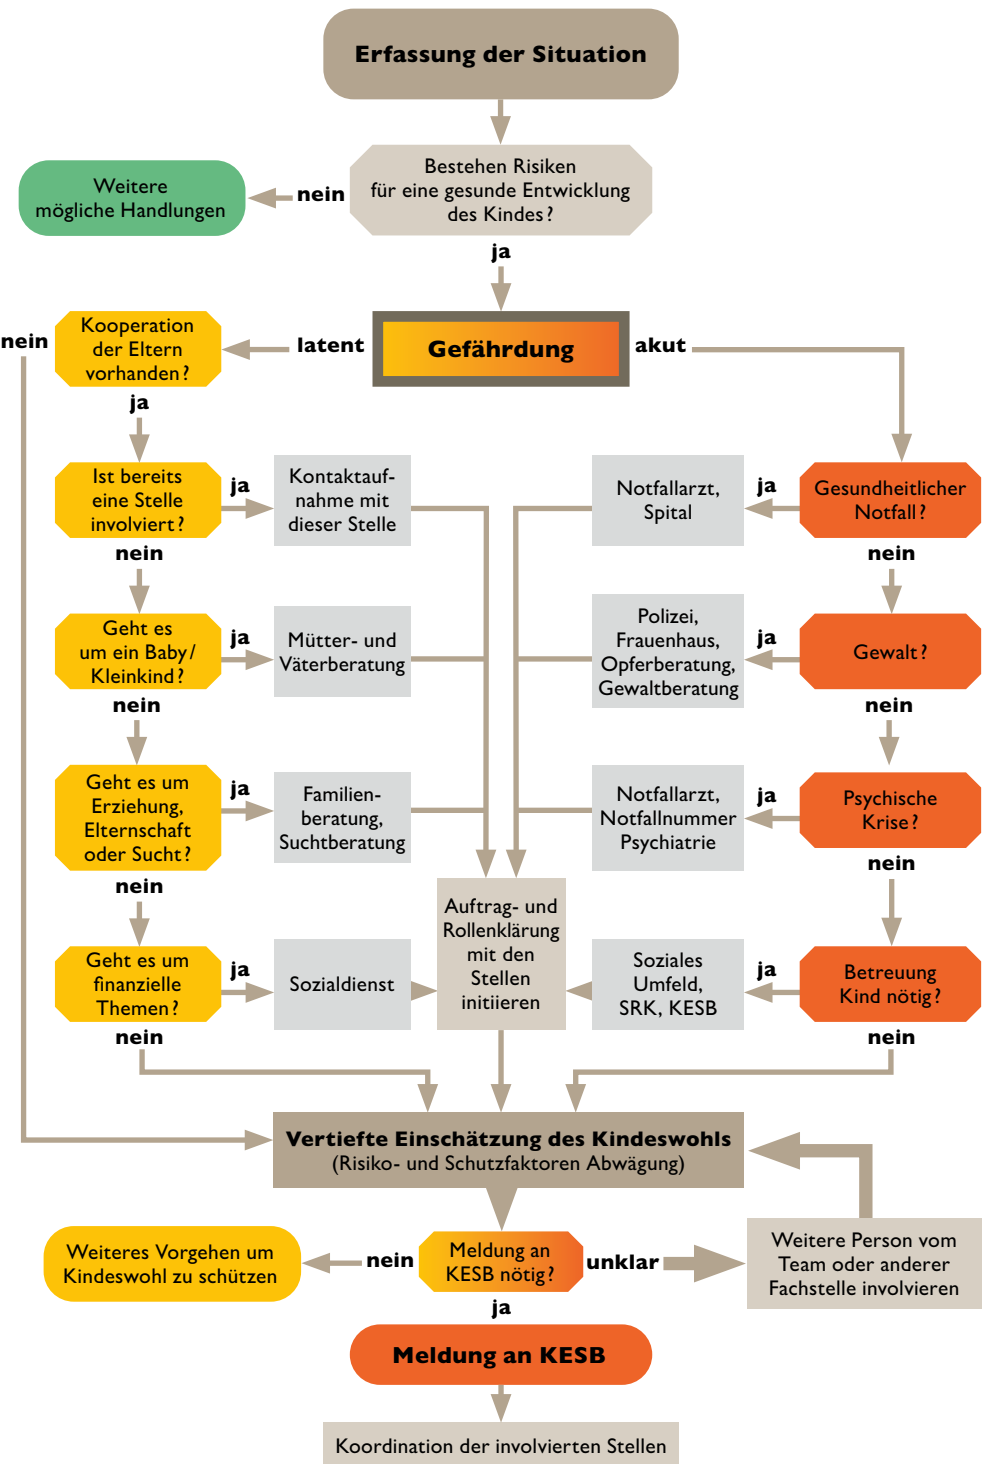 Erfassung der Situation
Bestehen Risiken
für eine gesunde Entwicklung
des Kindes?
nein
Weitere
mögliche Handlungen
ja
Gefährdung
latent
akut
Kooperation
der Eltern
vorhanden?
nein
ja
Ist bereits
eine Stelle
involviert?
ja
Kontaktauf-
nahme mit
dieser Stelle
nein
Geht es
um ein Baby/
Kleinkind?
ja
Mütter- und
Väterberatung
nein
Geht es um
Erziehung,
Elternschaft
oder Sucht?
ja
Familien-
beratung,
Suchtberatung
nein
Geht es um
finanzielle
Themen?
ja
Sozialdienst
nein
Gesundheitlicher
Notfall?
ja
Notfallarzt,
Spital
nein
Gewalt?
ja
Polizei,
Frauenhaus,
Opferberatung,
Gewaltberatung
nein
Psychische
Krise?
ja
Notfallarzt,
Notfallnummer
Psychiatrie
nein
Betreuung
Kind nötig?
ja
Soziales
Umfeld,
SRK, KESB
nein
Auftrag- und
Rollenklärung
mit den
Stellen
initiieren
Vertiefte Einschätzung des Kindeswohls
(Risiko- und Schutzfaktoren Abwägung)
Meldung an
KESB nötig?
nein
Weiteres Vorgehen um
Kindeswohl zu schützen
unklar
Weitere Person vom
Team oder anderer
Fachstelle involvieren
ja
Meldung an KESB
Koordination der involvierten Stellen